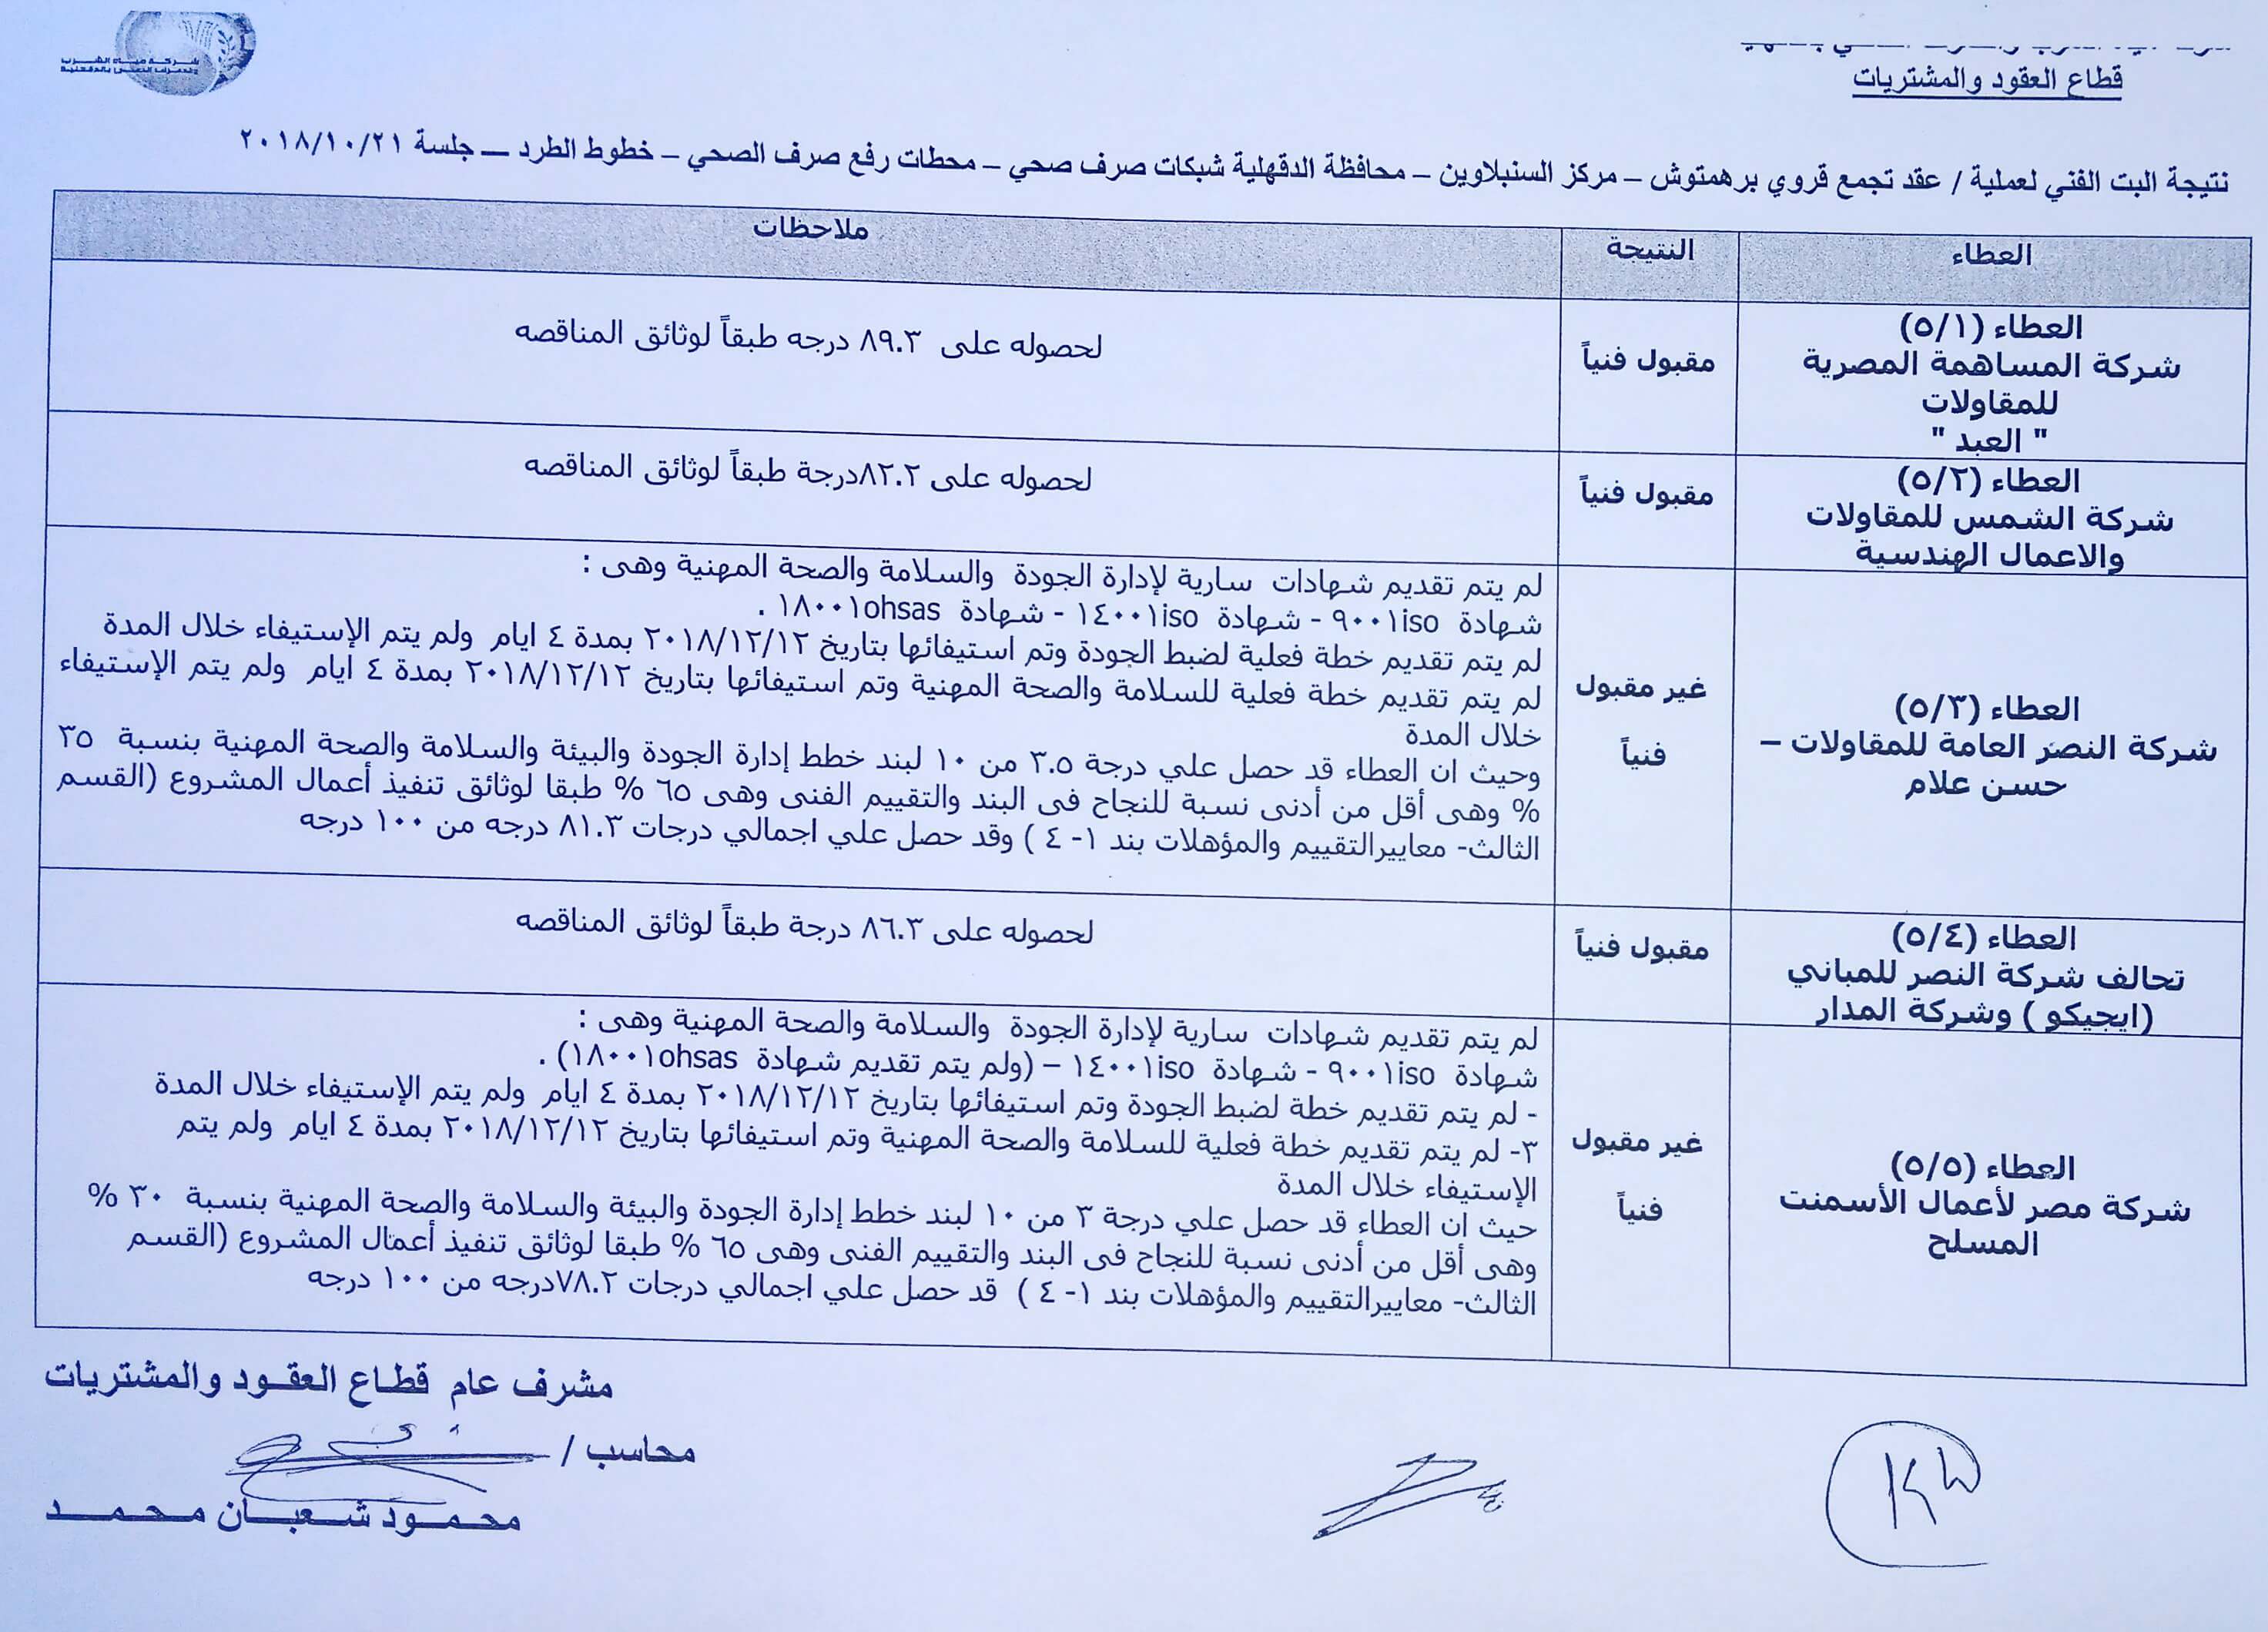 شركة مياه الشرب
والصرف الصحي بالدقهلية
قطاع العقود والمشتريات
نتيجة البت الفني لعملية / عقد تجمع قروي برهمتوش – مركز السنبلاوين – محافظة الدقهلية شبكات صرف صحي – محطات رفع صرف الصحي – خطوط الطرد – جلسة ٢٠١٨/١٠/٢١
العطاء
النتيجة
ملاحظات
العطاء (٥/١)
شركة المساهمة المصرية
للمقاولات
" العبد "
مقبول فنياً
لحصوله على ٨٩.٣ درجه طبقاً لوثائق المناقصه
العطاء (٥/٢)
شركة الشمس للمقاولات
والاعمال الهندسية
مقبول فنياً
لحصوله على ٨٢.٢درجة طبقاً لوثائق المناقصه
العطاء (٥/٣)
شركة النصر العامة للمقاولات –
حسن علام
غير مقبول
فنياً
لم يتم تقديم شهادات سارية لإدارة الجودة والسلامة والصحة المهنية وهى :
شهادة ٩٠٠١iso - شهادة ١٤٠٠١iso - شهادة ١٨٠٠١ohsas .
لم يتم تقديم خطة فعلية لضبط الجودة وتم استيفائها بتاريخ ٢٠١٨/١٢/١٢ بمدة ٤ ايام ولم يتم الإستيفاء خلال المدة
لم يتم تقديم خطة فعلية للسلامة والصحة المهنية وتم استيفائها بتاريخ ٢٠١٨/١٢/١٢ بمدة ٤ ايام ولم يتم الإستيفاء
خلال المدة
وحيث ان العطاء قد حصل علي درجة ٣.٥ من ١٠ لبند خطط إدارة الجودة والبيئة والسلامة والصحة المهنية بنسبة ٣٥
% وهى أقل من أدنى نسبة للنجاح فى البند والتقييم الفنى وهى ٦٥ % طبقا لوثائق تنفيذ أعمال المشروع (القسم
الثالث- معاييرالتقييم والمؤهلات بند ١- ٤ ) وقد حصل علي اجمالي درجات ٨١.٣ درجه من ١٠٠ درجه
العطاء (٥/٤)
تحالف شركة النصر للمباني
(ايجيكو ) وشركة المدار
مقبول فنياً
لحصوله على ٨٦.٣ درجة طبقاً لوثائق المناقصه
العطاء (٥/٥)
شركة مصر لأعمال الأسمنت
المسلح
غير مقبول
فنياً
لم يتم تقديم شهادات سارية لإدارة الجودة والسلامة والصحة المهنية وهى :
شهادة ٩٠٠١iso - شهادة ١٤٠٠١iso – (ولم يتم تقديم شهادة ١٨٠٠١ohsas) .
- لم يتم تقديم خطة لضبط الجودة وتم استيفائها بتاريخ ٢٠١٨/١٢/١٢ بمدة ٤ ايام ولم يتم الإستيفاء خلال المدة
٣- لم يتم تقديم خطة فعلية للسلامة والصحة المهنية وتم استيفائها بتاريخ ٢٠١٨/١٢/١٢ بمدة ٤ ايام ولم يتم
الإستيفاء خلال المدة
حيث ان العطاء قد حصل علي درجة ٣ من ١٠ لبند خطط إدارة الجودة والبيئة والسلامة والصحة المهنية بنسبة ٣٠ %
وهى أقل من أدنى نسبة للنجاح فى البند والتقييم الفنى وهى ٦٥ % طبقا لوثائق تنفيذ أعمال المشروع (القسم
الثالث- معاييرالتقييم والمؤهلات بند ١- ٤ ) قد حصل علي اجمالي درجات ٧٨.٢درجه من ١٠٠ درجه
مشرف عام قطاع العقود والمشتريات
محاسب /
محمود شعبان محمد